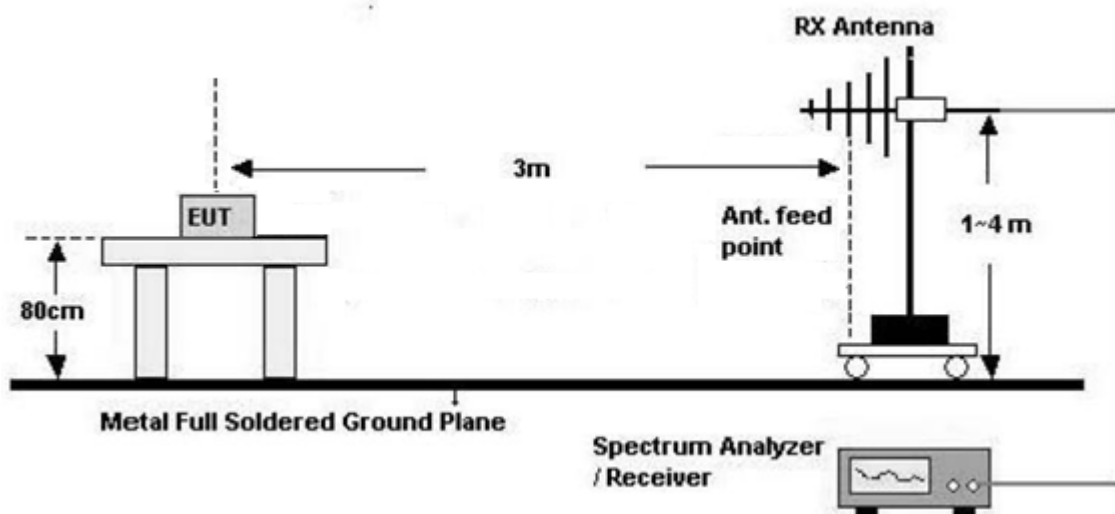 RX Antenna
3m
EUT
Ant. feed
point
1~4 m
80cm
Metal Full Soldered Ground Plane
Spectrum Analyzer
/ Receiver